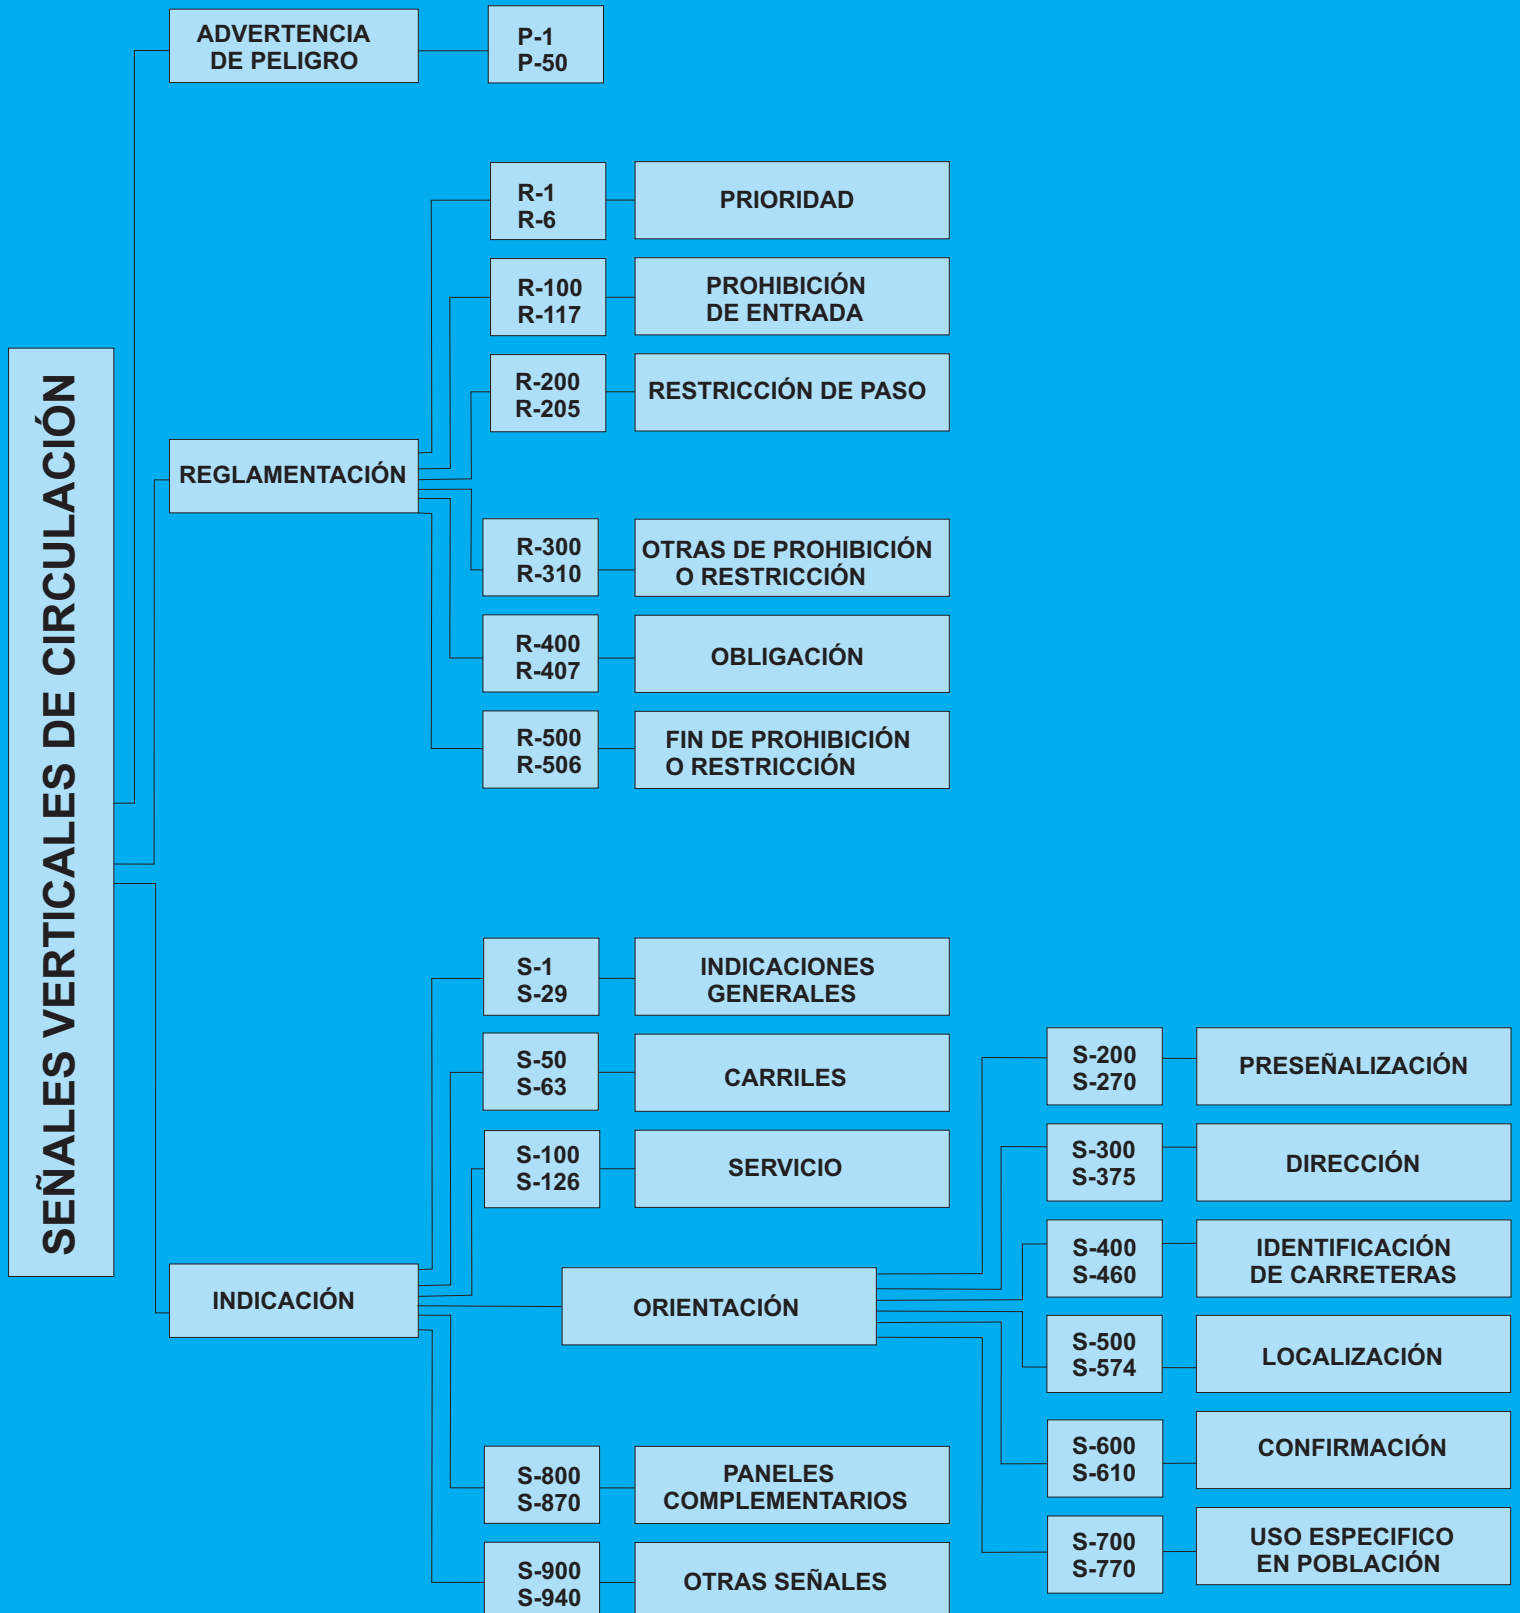 SEÑALES VERTICALES DE CIRCULACIÓN
ADVERTENCIA
DE PELIGRO
P-1
P-50
REGLAMENTACIÓN
R-1
R-6
PRIORIDAD
R-100
R-117
PROHIBICIÓN
DE ENTRADA
R-200
R-205
RESTRICCIÓN DE PASO
R-300
R-310
OTRAS DE PROHIBICIÓN
O RESTRICCIÓN
R-400
R-407
OBLIGACIÓN
R-500
R-506
FIN DE PROHIBICIÓN
O RESTRICCIÓN
INDICACIÓN
S-1
S-29
INDICACIONES
GENERALES
S-50
S-63
CARRILES
S-100
S-126
SERVICIO
ORIENTACIÓN
S-200
S-270
PRESEÑALIZACIÓN
S-300
S-375
DIRECCIÓN
S-400
S-460
IDENTIFICACIÓN
DE CARRETERAS
S-500
S-574
LOCALIZACIÓN
S-600
S-610
CONFIRMACIÓN
S-700
S-770
USO ESPECIFICO
EN POBLACIÓN
S-800
S-870
PANELES
COMPLEMENTARIOS
S-900
S-940
OTRAS SEÑALES